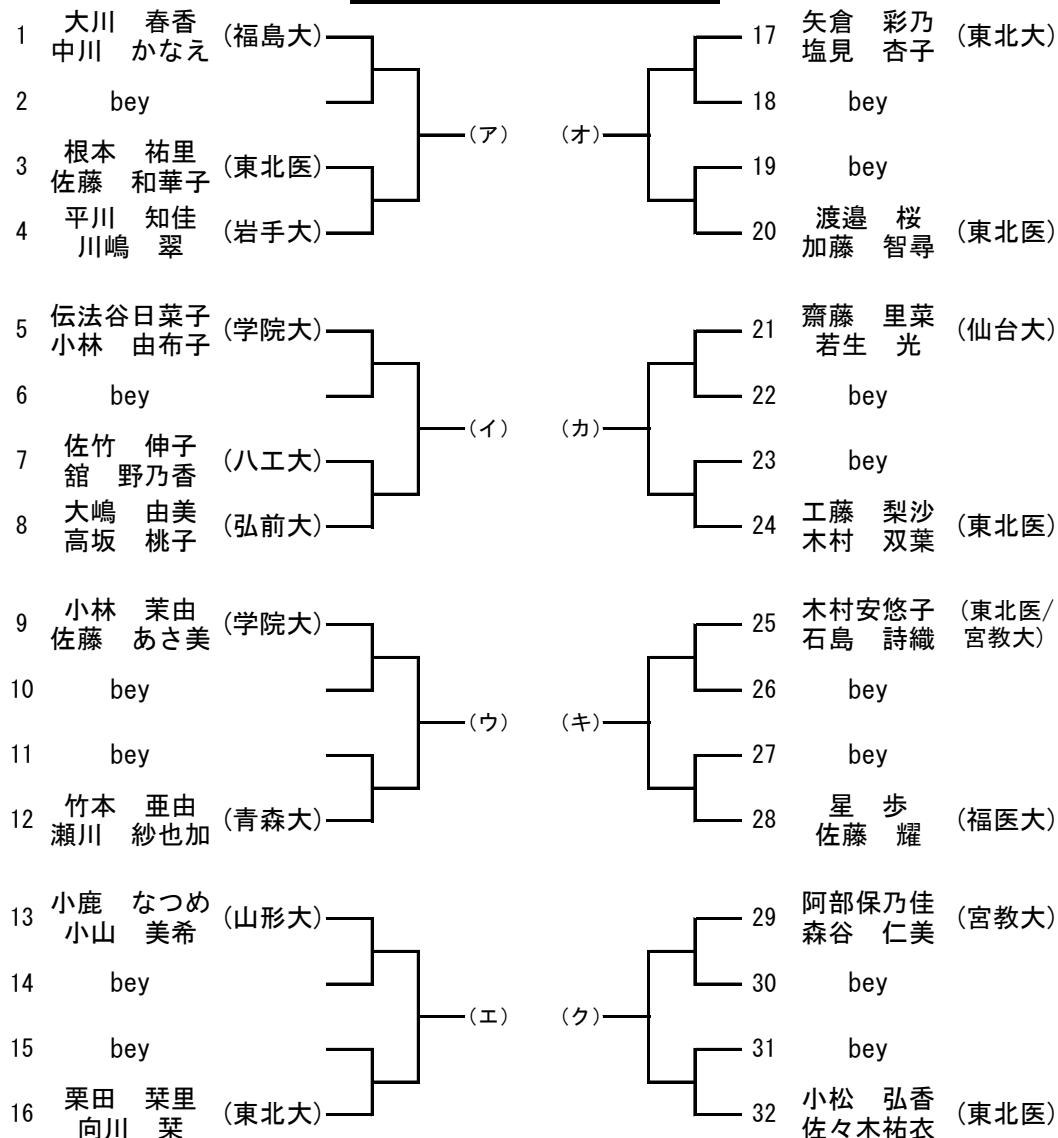 1 大川　春香 (福島大)
中川　かなえ
2 bey
3 根本　祐里 (東北医)
佐藤　和華子
4 平川　知佳 (岩手大)
川嶋　翠
(ア)
5 伝法谷日菜子 (学院大)
小林　由布子
6 bey
7 佐竹　伸子 (八工大)
舘　野乃香
8 大嶋　由美 (弘前大)
高坂　桃子
(イ)
9 小林　茉由 (学院大)
佐藤　あさ美
10 bey
11 bey
12 竹本　亜由 (青森大)
瀬川　紗也加
(ウ)
13 小鹿　なつめ (山形大)
小山　美希
14 bey
15 bey
16 栗田　栞里 (東北大)
向川　栞
(エ)
17 矢倉　彩乃 (東北大)
塩見　杏子
18 bey
19 bey
20 渡邉　桜 (東北医)
加藤　智尋
(オ)
21 齋藤　里菜 (仙台大)
若生　光
22 bey
23 bey
24 工藤　梨沙 (東北医)
木村　双葉
(カ)
25 木村安悠子 (東北医/
石島　詩織 宮教大)
26 bey
27 bey
28 星　歩 (福医大)
佐藤　耀
(キ)
29 阿部保乃佳 (宮教大)
森谷　仁美
30 bey
31 bey
32 小松　弘香 (東北医)
佐々木祐衣
(ク)